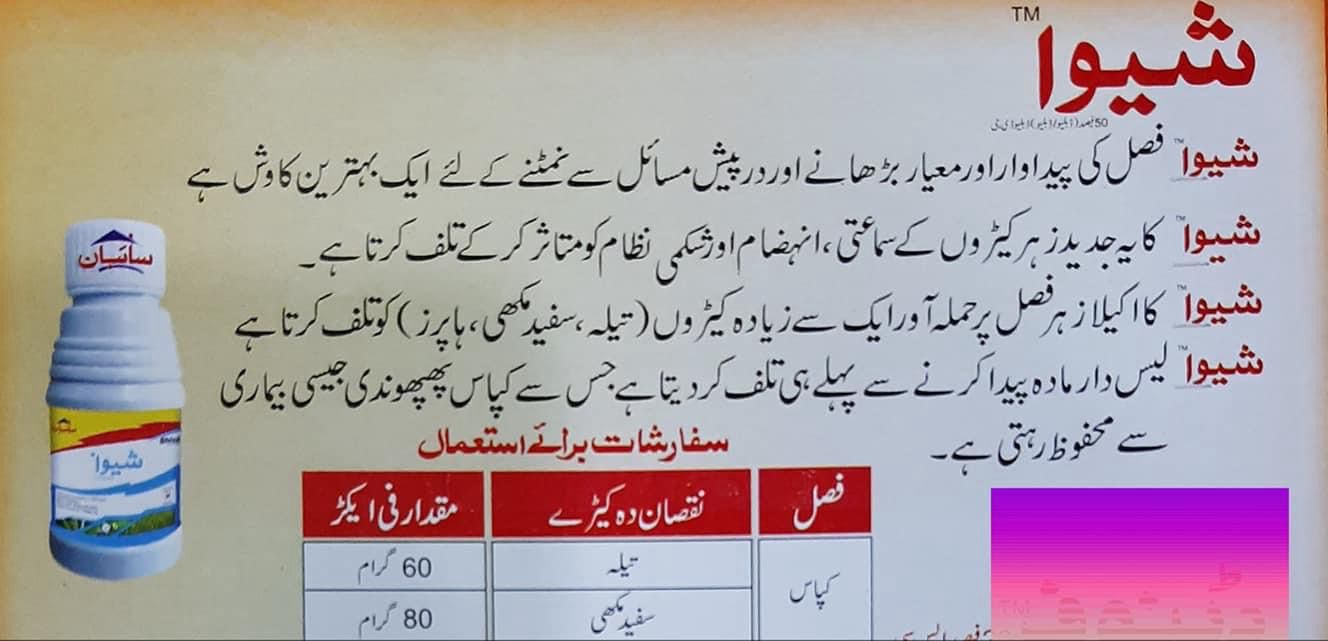 شیوا™
50 فیصد (ڈبلیو/ڈبلیو) ڈبلیو ڈی جی
شیوا™ فصل کی پیداوار اور معیار بڑھانے اور درپیش مسائل سے نمٹنے کے لئے ایک بہترین کاوش ہے
شیوا™ کا یہ جدید زہر کیڑوں کے سماعتی ، انہضام اور شکمی نظام کو متاثر کر کے تلف کرتا ہے۔
شیوا™ کا اکیلا زہر فصل پر حملہ آور ایک سے زیادہ کیڑوں (تیلہ، سفید مکھی، ہاپرز) کو تلف کرتا ہے
شیوا™ لیس دار مادہ پیدا کرنے سے پہلے ہی تلف کر دیتا ہے جس سے کپاس پھپھوندی جیسی بیماری
سے محفوظ رہتی ہے۔
سفارشات برائے استعمال
فصل نقصان دہ کیڑے مقدار فی ایکڑ
کپاس تیلہ 60 گرام
سفید مکھی 80 گرام
سائبان
شیوا